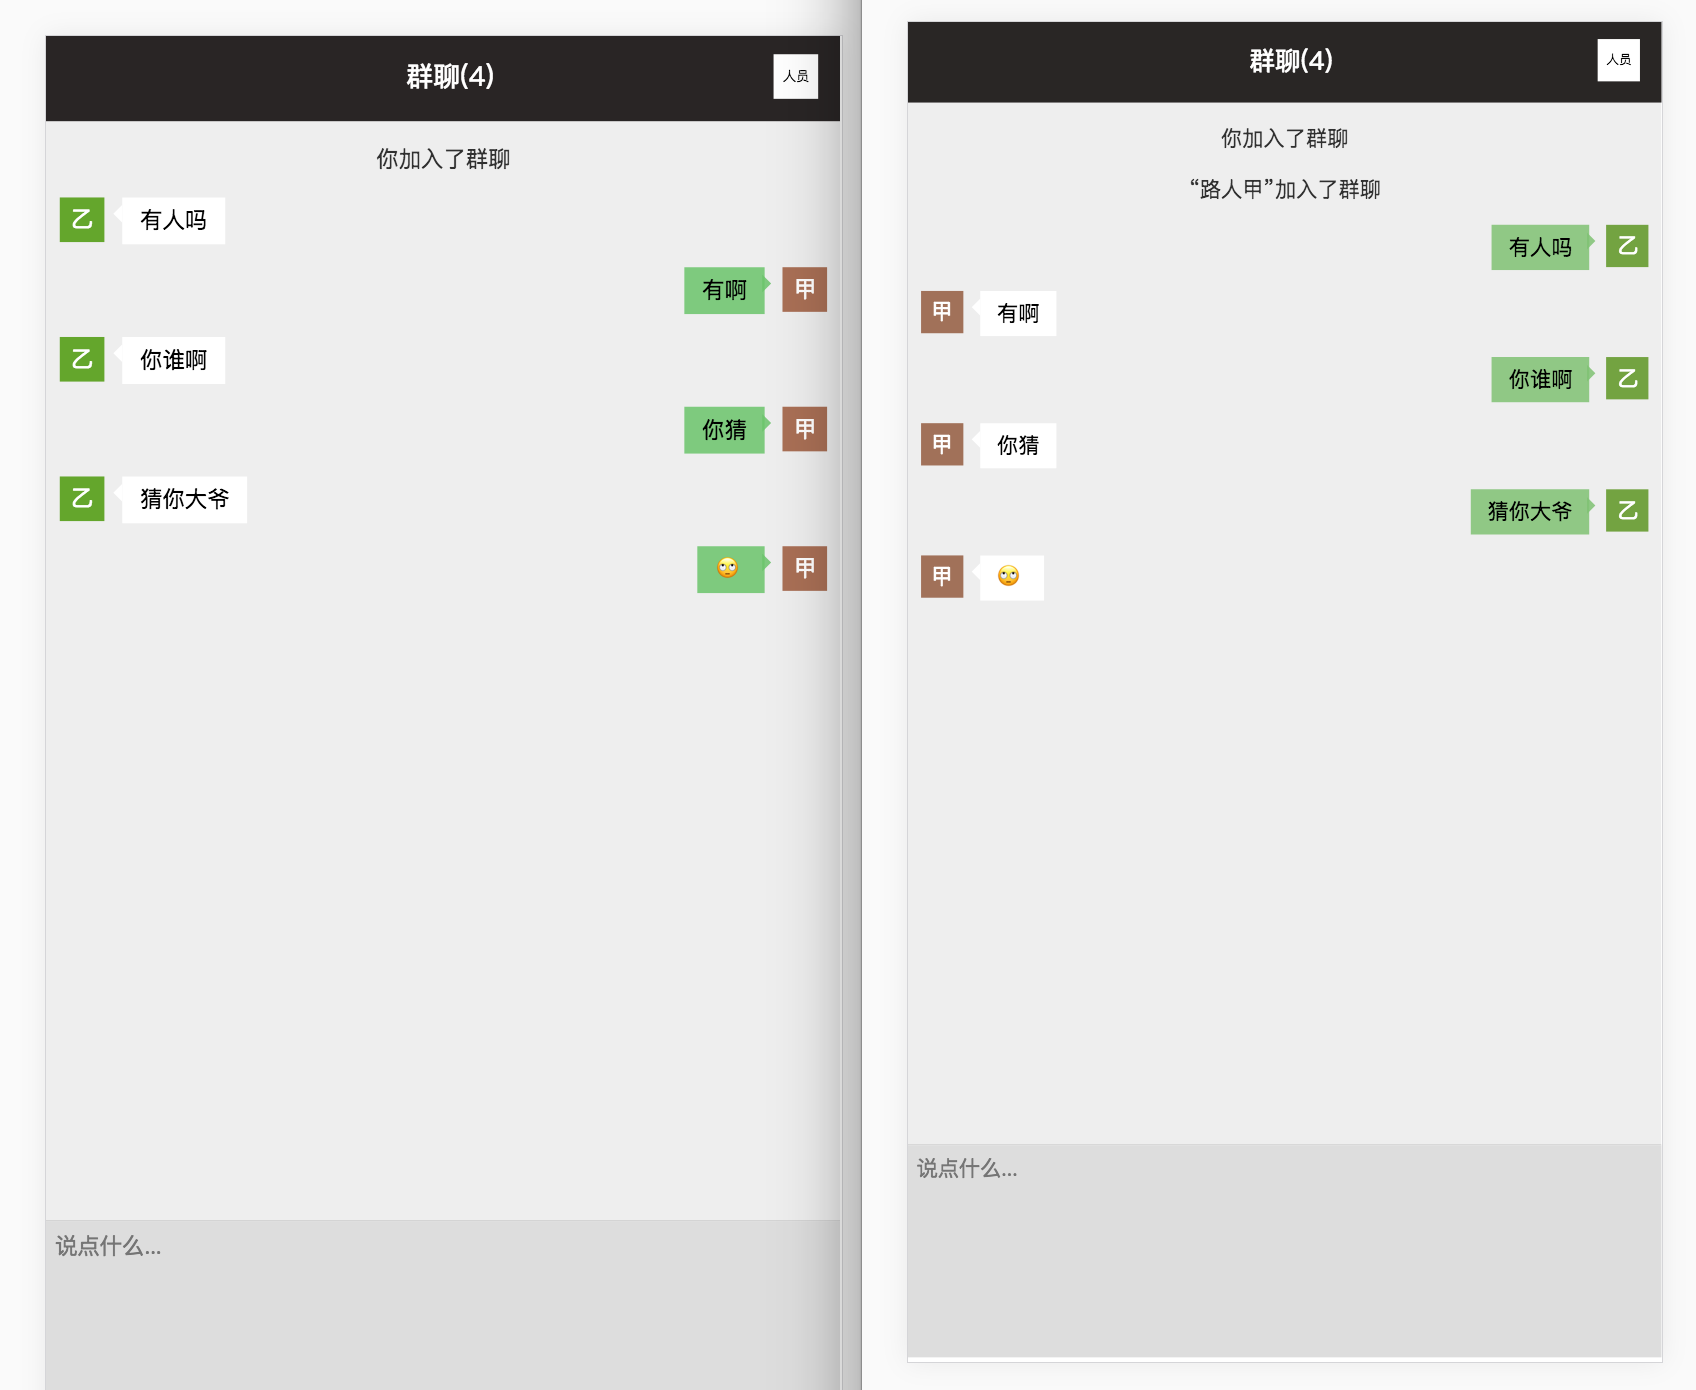 群聊(4)
人员
你加入了群聊
乙
有人吗
有啊
甲
乙
你谁啊
你猜
甲
乙
猜你大爷
🙄
甲
说点什么...
群聊(4)
人员
你加入了群聊
“路人甲”加入了群聊
有人吗
乙
甲
有啊
你谁啊
乙
甲
你猜
猜你大爷
乙
甲
🙄
说点什么...